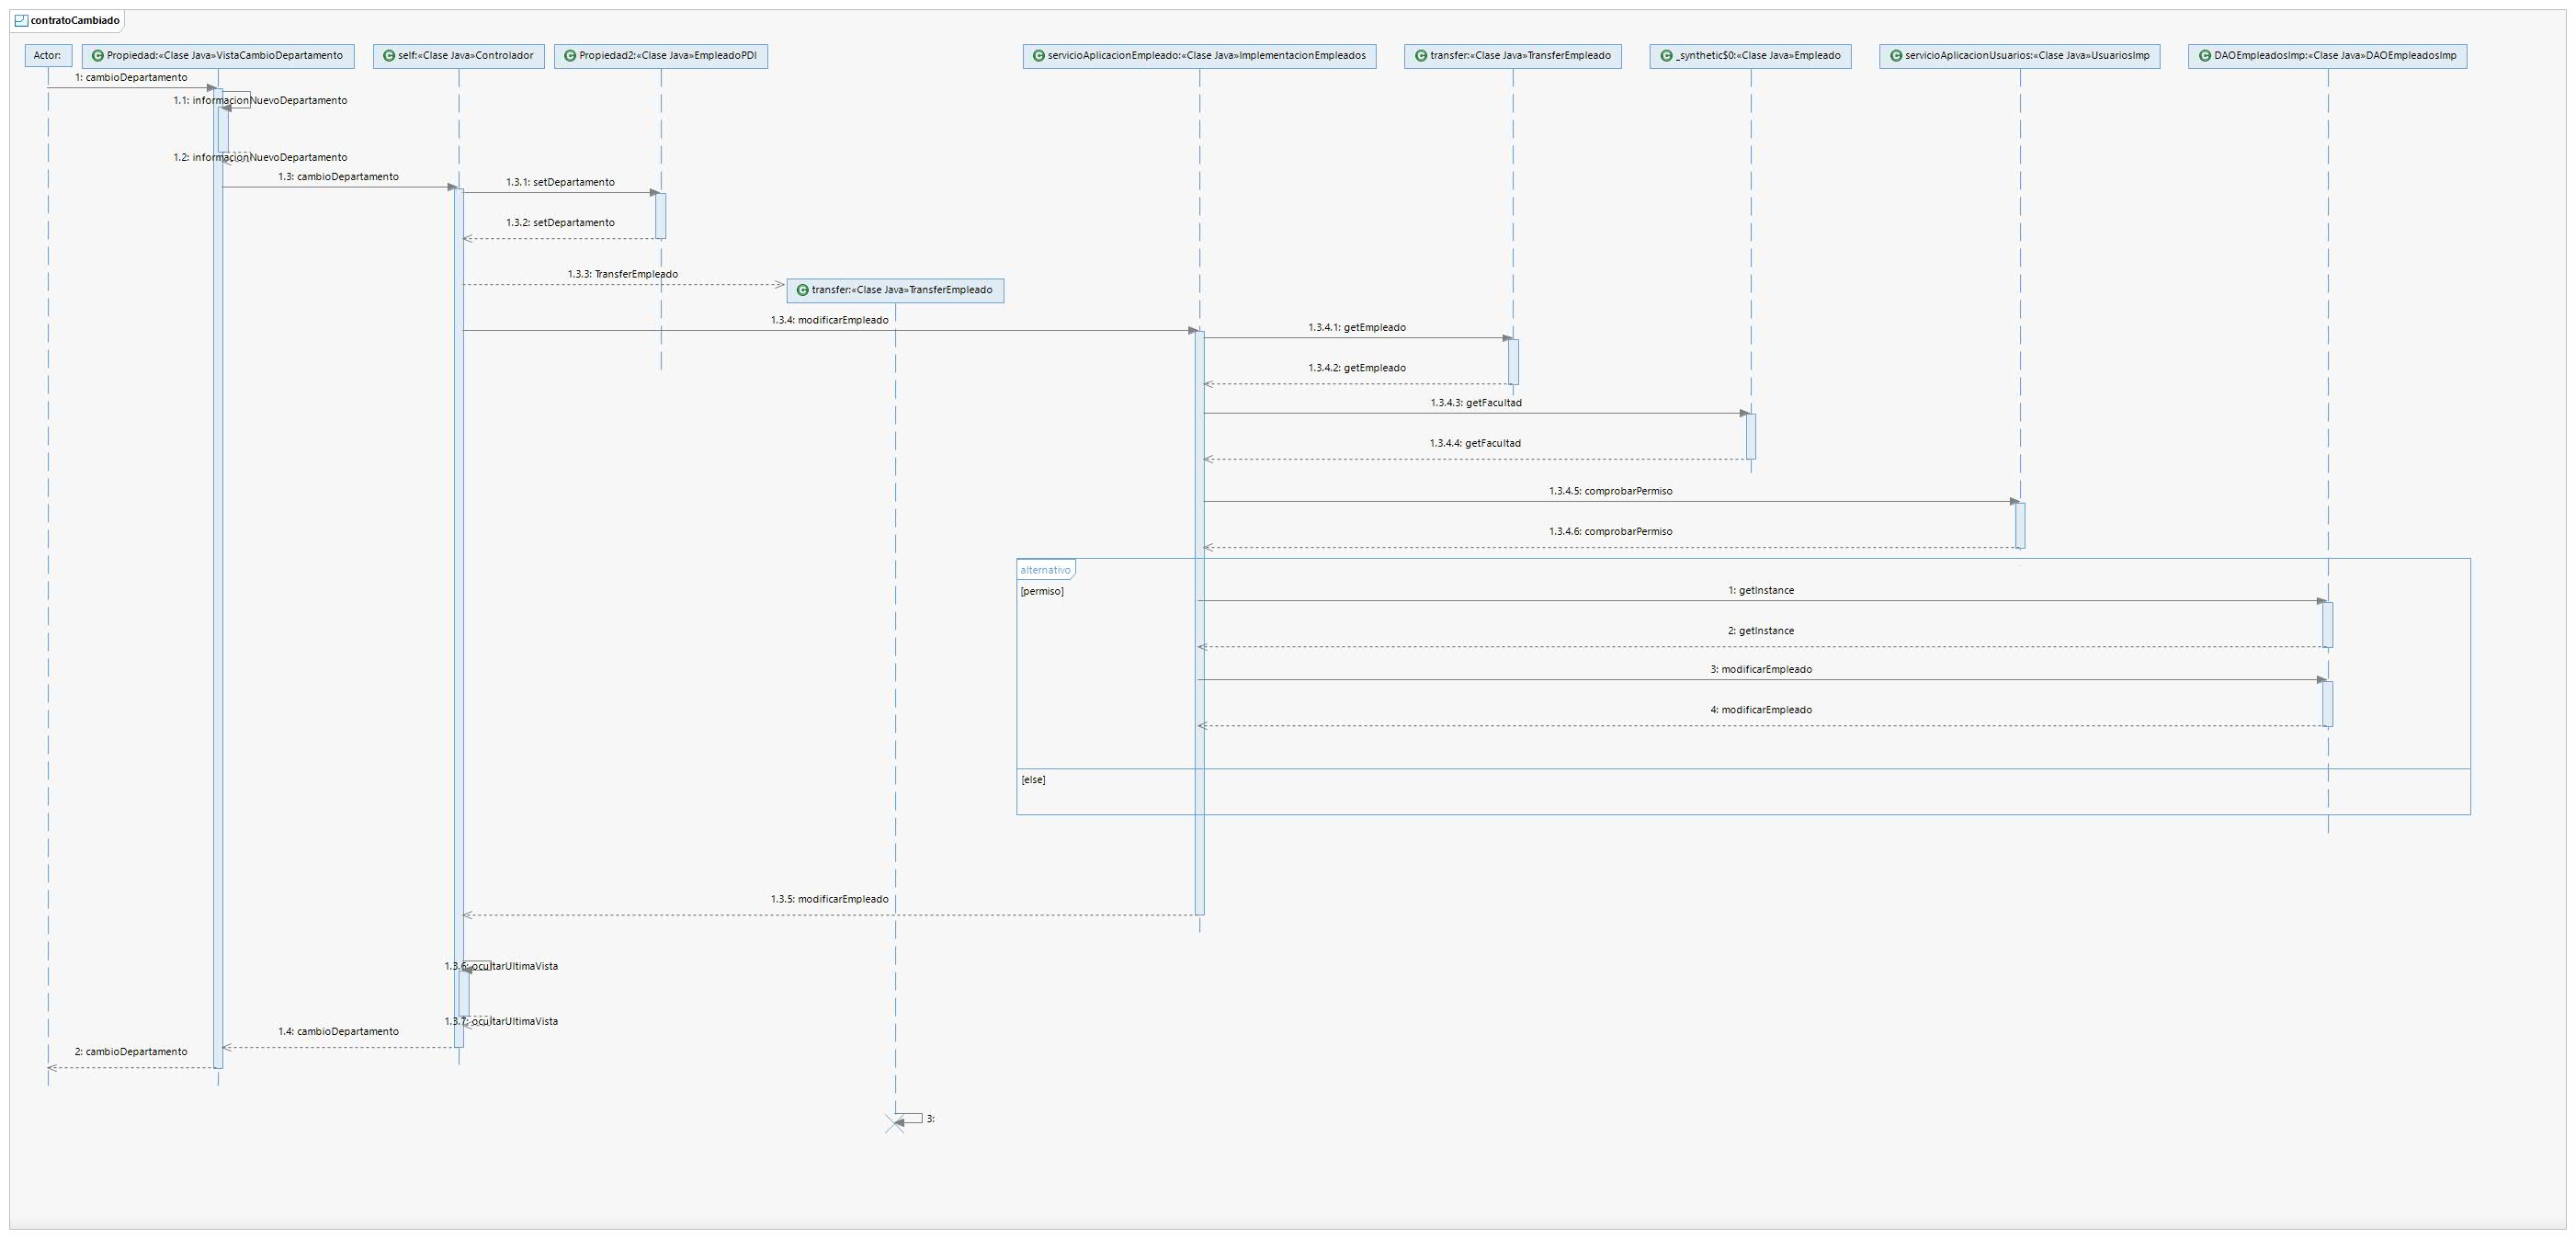 contratoCambiado
Actor:
Propiedad:«Clase Java»VistaCambioDepartamento
self:«Clase Java»Controlador
Propiedad2:«Clase Java»EmpleadoPDI
servicioAplicacionEmpleado:«Clase Java»ImplementacionEmpleados
transfer:«Clase Java»TransferEmpleado
_synthetic$0:«Clase Java»Empleado
servicioAplicacionUsuarios:«Clase Java»UsuariosImp
DAOEmpleadosImp:«Clase Java»DAOEmpleadosImp
1: cambioDepartamento
1.1: informacionNuevoDepartamento
1.2: informacionNuevoDepartamento
1.3: cambioDepartamento
1.3.1: setDepartamento
1.3.2: setDepartamento
1.3.3: TransferEmpleado
transfer:«Clase Java»TransferEmpleado
1.3.4: modificarEmpleado
1.3.4.1: getEmpleado
1.3.4.2: getEmpleado
1.3.4.3: getFacultad
1.3.4.4: getFacultad
1.3.4.5: comprobarPermiso
1.3.4.6: comprobarPermiso
alternativo
[permiso]
1: getInstance
2: getInstance
3: modificarEmpleado
4: modificarEmpleado
[else]
1.3.5: modificarEmpleado
1.3.6: ocultarUltimaVista
1.3.7: ocultarUltimaVista
1.4: cambioDepartamento
2: cambioDepartamento
3: